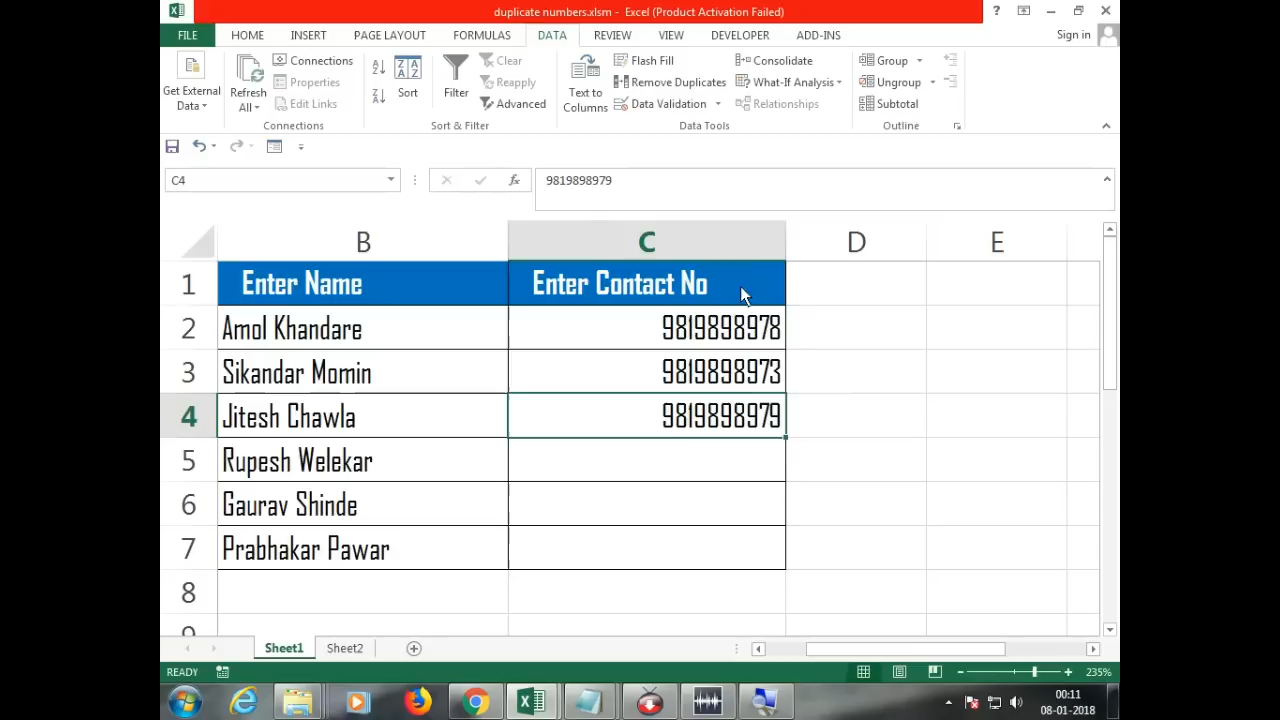 duplicate numbers.xlsm - Excel (Product Activation Failed)
?
FILE HOME INSERT PAGE LAYOUT FORMULAS DATA REVIEW VIEW DEVELOPER ADD-INS Sign in
Get External Data
Refresh All
Connections
Properties
Edit Links
Connections
Sort
Filter
Clear
Reapply
Advanced
Sort & Filter
Text to Columns
Flash Fill
Remove Duplicates
Data Validation
Consolidate
What-If Analysis
Relationships
Data Tools
Group
Ungroup
Subtotal
Outline
C4 fx 9819898979
B C D E
1 Enter Name Enter Contact No
2 Amol Khandare 9819898978
3 Sikandar Momin 9819898973
4 Jitesh Chawla 9819898979
5 Rupesh Welekar
6 Gaurav Shinde
7 Prabhakar Pawar
8
9
Sheet1 Sheet2
READY 235%
00:11
08-01-2018